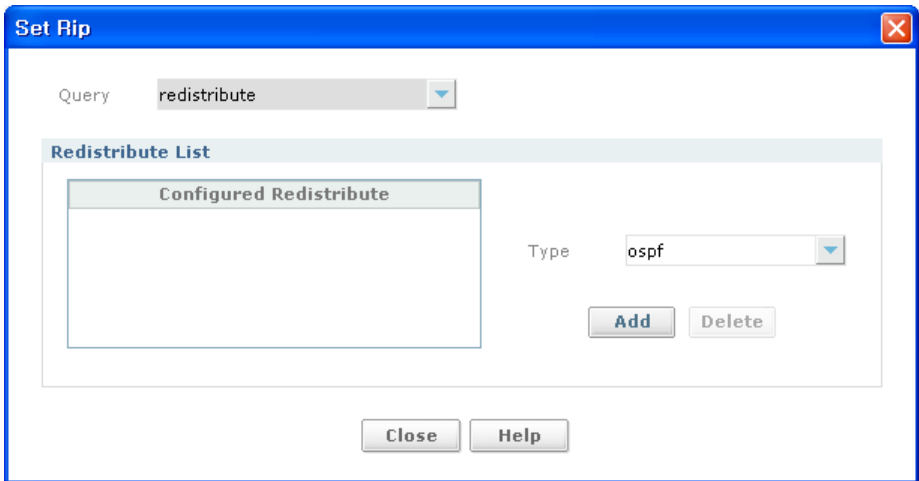 Set Rip
Query redistribute
Redistribute List
Configured Redistribute
Type ospf
Add Delete
Close Help